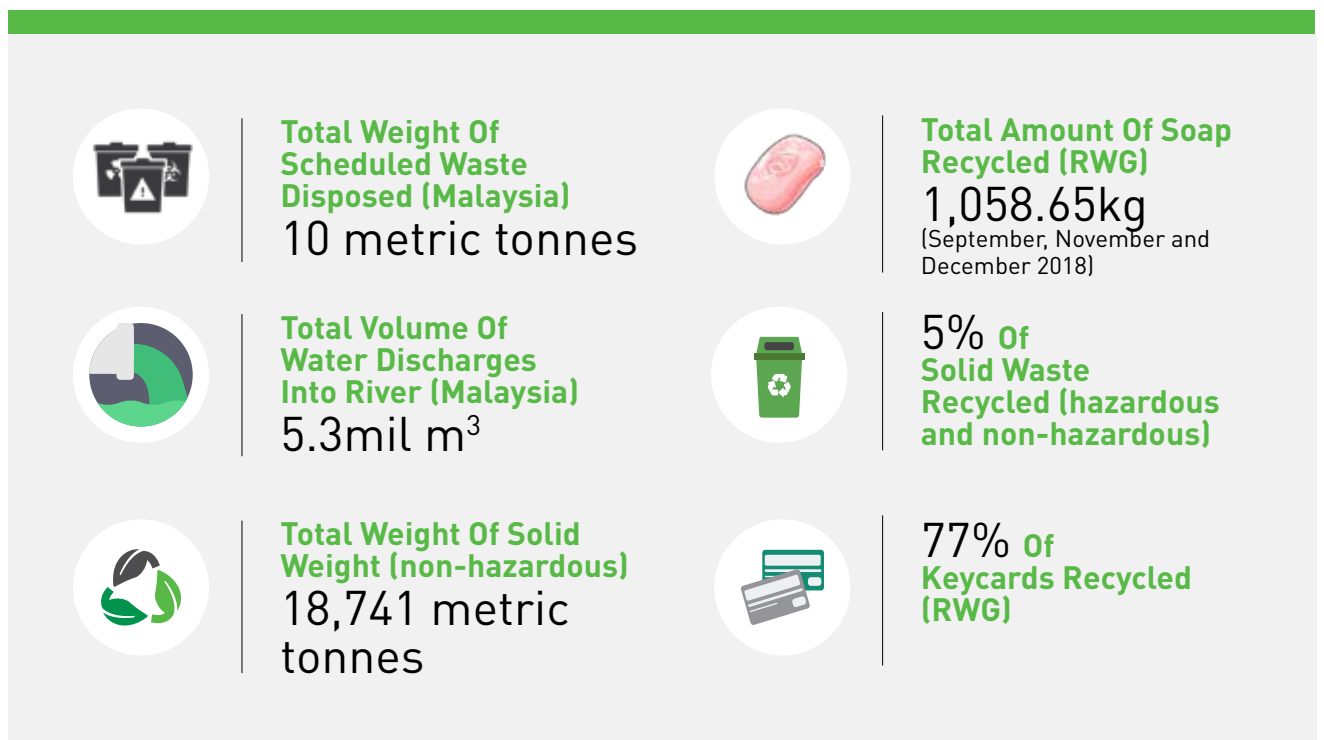 Total Weight Of
Scheduled Waste
Disposed (Malaysia)
10 metric tonnes
Total Volume Of
Water Discharges
Into River (Malaysia)
5.3mil m³
Total Weight Of Solid
Weight (non-hazardous)
18,741 metric
tonnes
Total Amount Of Soap
Recycled (RWG)
1,058.65kg
(September, November and
December 2018)
5% Of
Solid Waste
Recycled (hazardous
and non-hazardous)
77% Of
Keycards Recycled
(RWG)